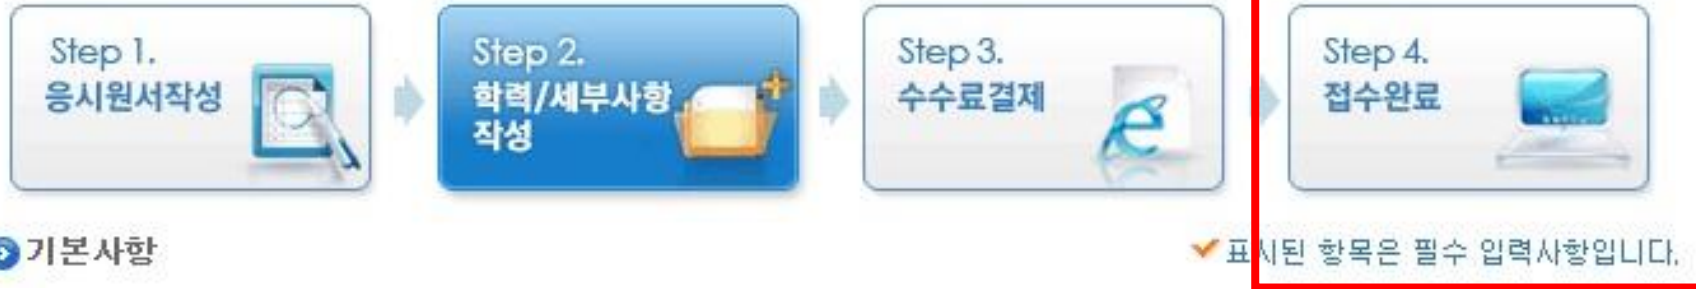 Step 1.
응시원서작성
Step 2.
학력/세부사항
작성
Step 3.
수수료결제
Step 4.
접수완료
기본사항
표시된 항목은 필수 입력사항입니다.